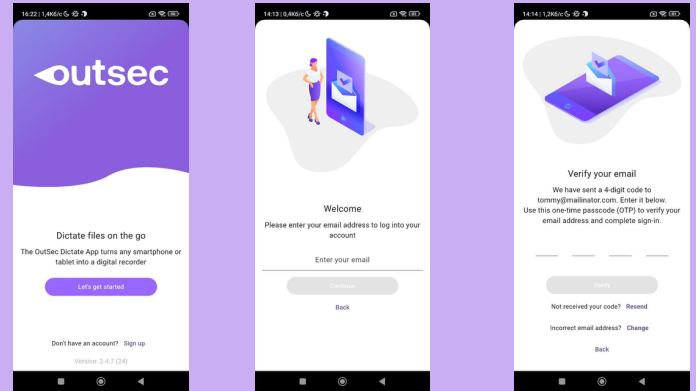 16:22 | 1,4Кб/с
outsec
Dictate files on the go
The OutSec Dictate App turns any smartphone or
tablet into a digital recorder
Let's get started
Don't have an account? Sign up
Version: 2.4.7 (24)
14:13 | 0,4Кб/с
Welcome
Please enter your email address to log into your
account
Enter your email
Continue
Back
14:14 | 1,2Кб/с
Verify your email
We have sent a 4-digit code to
tommy@mailinator.com. Enter it below.
Use this one-time passcode (OTP) to verify your
email address and complete sign-in.
Verify
Not received your code? Resend
Incorrect email address? Change
Back